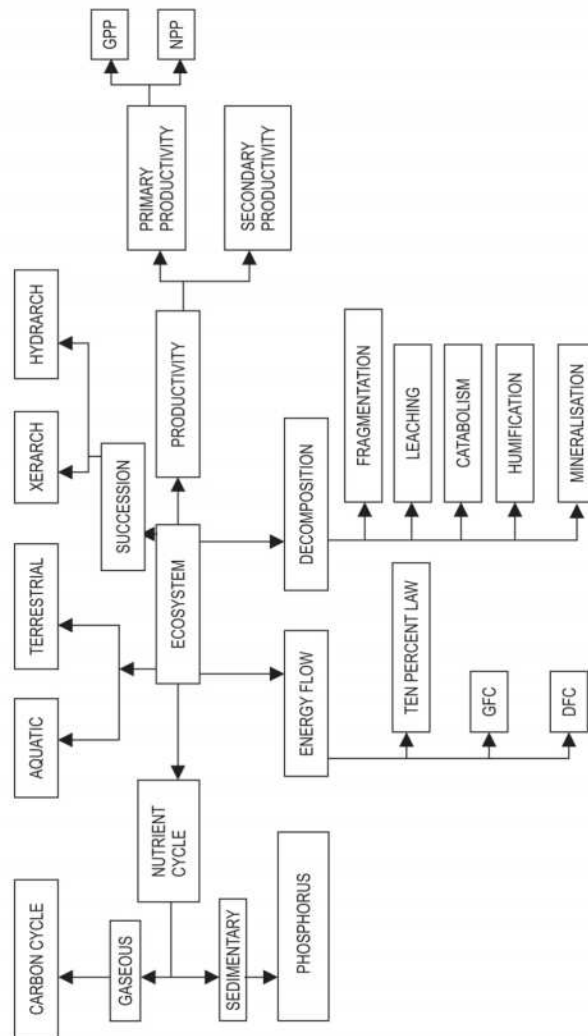 CARBON CYCLE
GASEOUS
SEDIMENTARY
PHOSPHORUS
NUTRIENT
CYCLE
AQUATIC
TERRESTRIAL
ECOSYSTEM
ENERGY FLOW
TEN PERCENT LAW
GFC
DFC
SUCCESSION
XERARCH
HYDRARCH
DECOMPOSITION
FRAGMENTATION
LEACHING
CATABOLISM
HUMIFICATION
MINERALISATION
PRODUCTIVITY
PRIMARY
PRODUCTIVITY
SECONDARY
PRODUCTIVITY
GPP
NPP